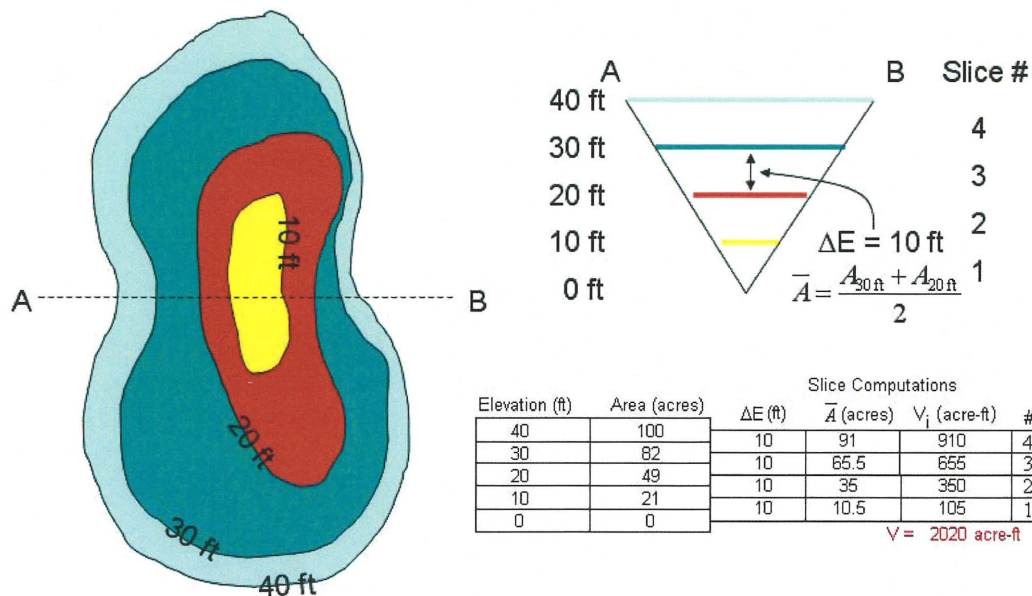 10 ft
A
B
20 ft
30 ft
40 ft
A B Slice #
40 ft
4
30 ft
3
20 ft
2
10 ft
ΔE = 10 ft
1
0 ft
A̅ = (A30 ft + A20 ft) / 2
Slice Computations
Elevation (ft) Area (acres) ΔE (ft) A̅ (acres) Vi (acre-ft) #
40 100
10 91 910 4
30 82
10 65.5 655 3
20 49
10 35 350 2
10 21
10 10.5 105 1
0 0
V = 2020 acre-ft